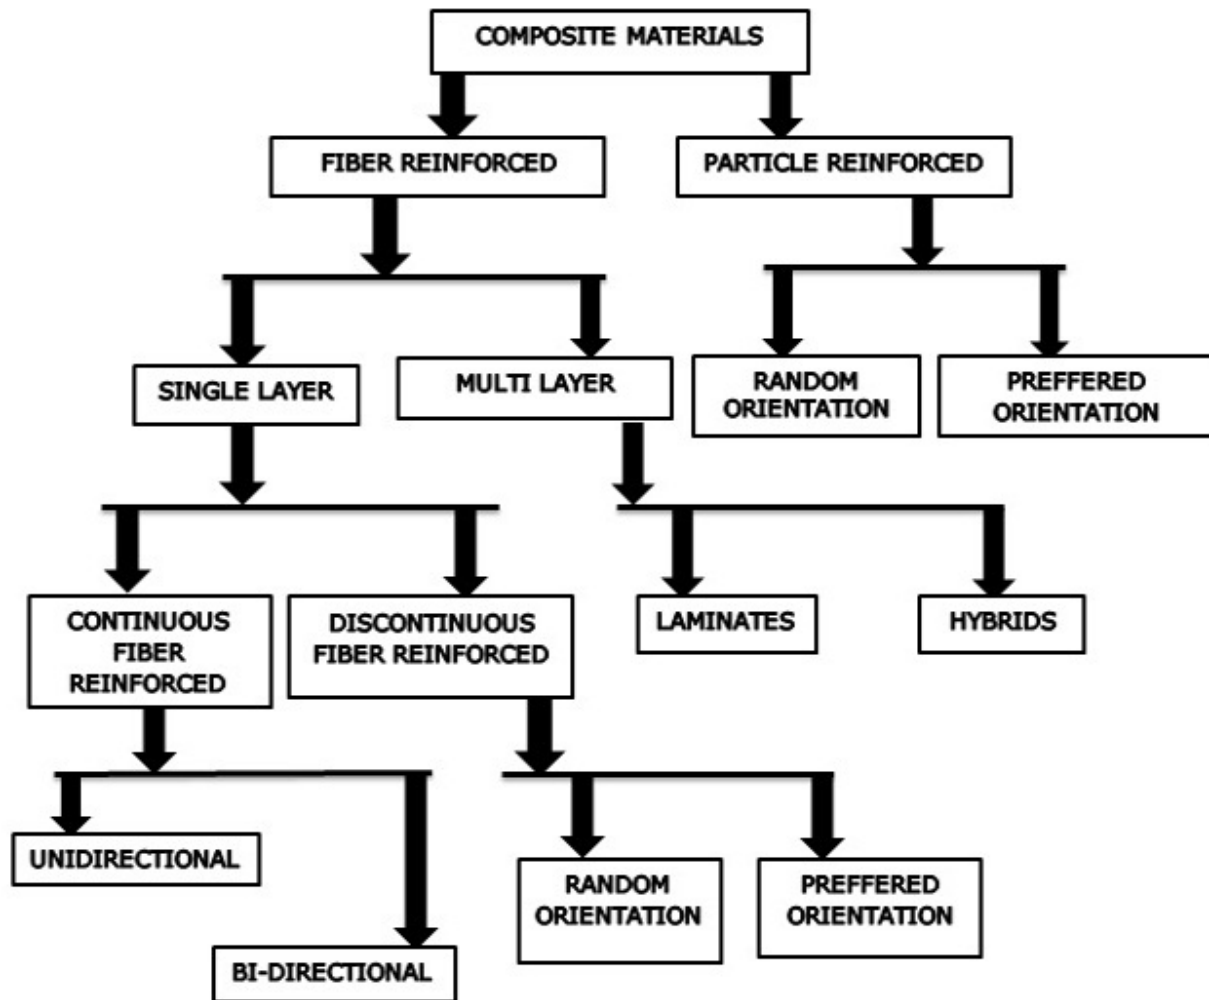 COMPOSITE MATERIALS
FIBER REINFORCED
PARTICLE REINFORCED
SINGLE LAYER
MULTI LAYER
RANDOM
ORIENTATION
PREFFERED
ORIENTATION
CONTINUOUS
FIBER
REINFORCED
DISCONTINUOUS
FIBER REINFORCED
LAMINATES
HYBRIDS
UNIDIRECTIONAL
BI-DIRECTIONAL
RANDOM
ORIENTATION
PREFFERED
ORIENTATION